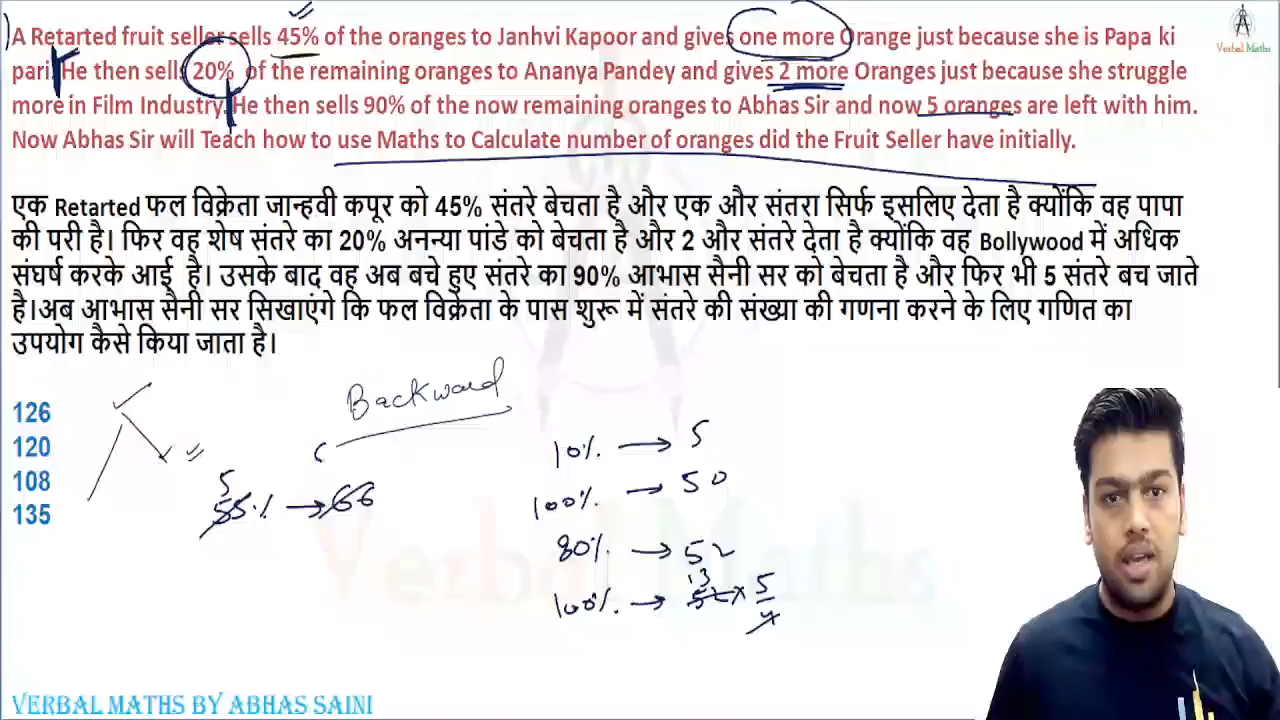 A Retarted fruit seller sells 45% of the oranges to Janhvi Kapoor and gives one more Orange just because she is Papa ki
pari. He then sells 20% of the remaining oranges to Ananya Pandey and gives 2 more Oranges just because she struggle
more in Film Industry. He then sells 90% of the now remaining oranges to Abhas Sir and now 5 oranges are left with him.
Now Abhas Sir will Teach how to use Maths to Calculate number of oranges did the Fruit Seller have initially.
Verbal Maths
एक Retarted फल विक्रेता जान्हवी कपूर को 45% संतरे बेचता है और एक और संतरा सिर्फ इसलिए देता है क्योंकि वह पापा
की परी है। फिर वह शेष संतरे का 20% अनन्या पांडे को बेचता है और 2 और संतरे देता है क्योंकि वह Bollywood में अधिक
संघर्ष करके आई है। उसके बाद वह अब बचे हुए संतरे का 90% आभास सैनी सर को बेचता है और फिर भी 5 संतरे बच जाते
है।अब आभास सैनी सर सिखाएंगे कि फल विक्रेता के पास शुरू में संतरे की संख्या की गणना करने के लिए गणित का
उपयोग कैसे किया जाता है।
Backward
126
120
108
135
5
55% → 66
10% → 5
100% → 50
80% → 52
13
100% → 52 × 5/4
Verbal Maths
VERBAL MATHS BY ABHAS SAINI